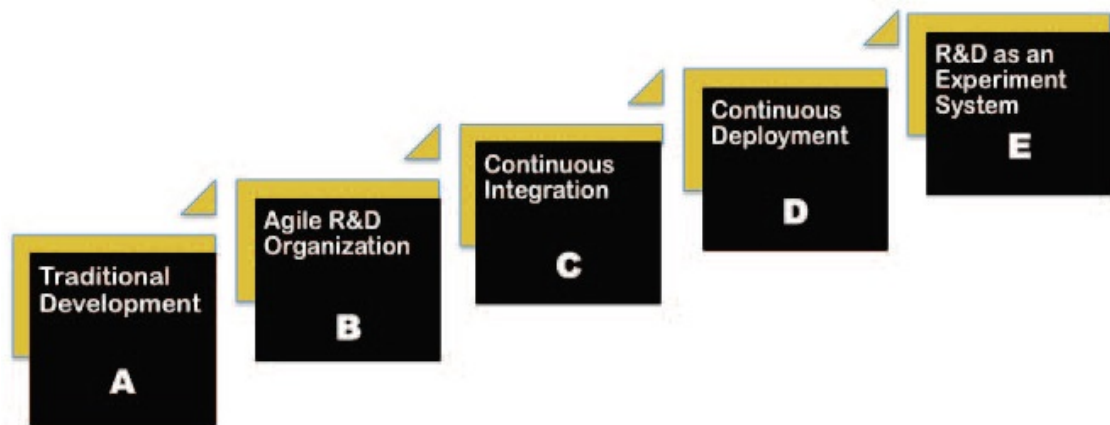 Traditional
Development
A
Agile R&D
Organization
B
Continuous
Integration
C
Continuous
Deployment
D
R&D as an
Experiment
System
E